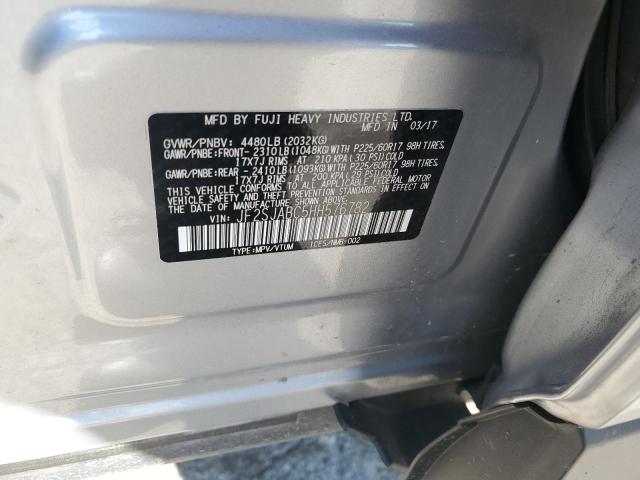 MFD BY FUJI HEAVY INDUSTRIES LTD.
MADE IN 03/17
GVWR/PNBV: 4480LB (2032KG)
GAWR/PNBE: FRONT- 2310LB (1048KG) WITH P225/60R17 98H TIRES,
17X7J RIMS, AT 210 KPA (30 PSI) COLD
GAWR/PNBE: REAR - 2410LB (1093KG) WITH P225/60R17 98H TIRES,
17X7J RIMS, AT 200 KPA (29 PSI) COLD
THIS VEHICLE CONFORMS TO ALL APPLICABLE FEDERAL MOTOR
VEHICLE SAFETY, BUMPER, AND THEFT PREVENTION STANDARDS
IN EFFECT ON THE DATE OF MANUFACTURE SHOWN ABOVE.
VIN:
TYPE: MPV/VTUM ICES/NMB-002